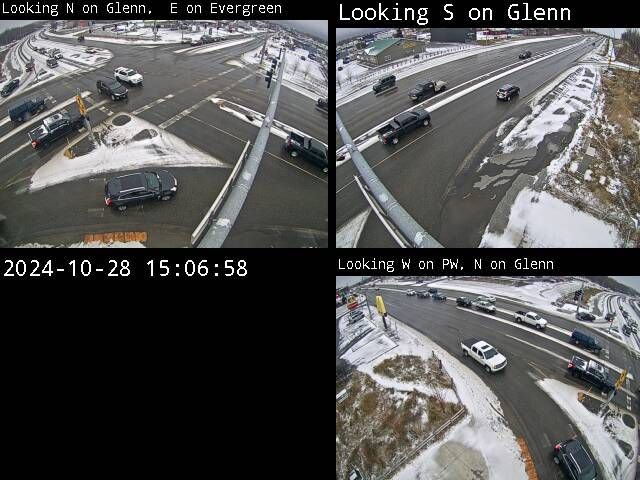 Looking N on Glenn,  E on Evergreen
Looking S on Glenn
2024-10-28 15:06:58
Looking W on PW, N on Glenn